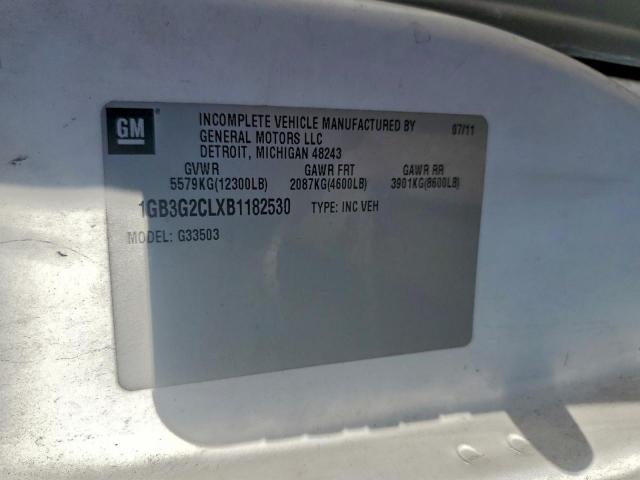 GM
INCOMPLETE VEHICLE MANUFACTURED BY 07/11
GENERAL MOTORS LLC
DETROIT, MICHIGAN 48243
GVWR GAWR FRT GAWR RR
5579KG(12300LB) 2087KG(4600LB) 3901KG(8600LB)
1GB3G2CLXB1182530 TYPE: INC VEH
MODEL: G33503